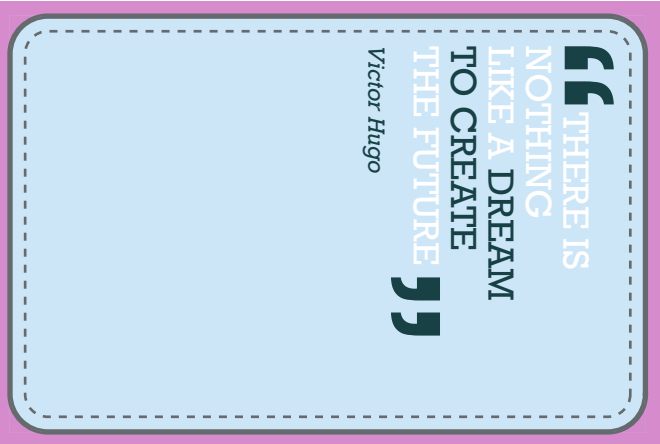 “ THERE IS
NOTHING
LIKE A DREAM
TO CREATE
THE FUTURE ”
Victor Hugo